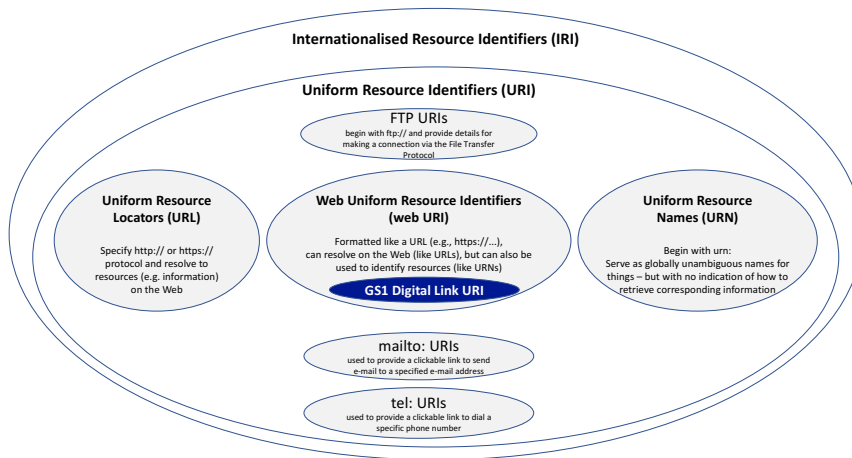 Internationalised Resource Identifiers (IRI)
Uniform Resource Identifiers (URI)
FTP URIs
begin with ftp:// and provide details for
making a connection via the File Transfer
Protocol
Uniform Resource
Locators (URL)
Specify http:// or https://
protocol and resolve to
resources (e.g. information)
on the Web
Web Uniform Resource Identifiers
(web URI)
Formatted like a URL (e.g., https://...),
can resolve on the Web (like URLs), but can also be
used to identify resources (like URNs)
GS1 Digital Link URI
Uniform Resource
Names (URN)
Begin with urn:
Serve as globally unambiguous names for
things – but with no indication of how to
retrieve corresponding information
mailto: URIs
used to provide a clickable link to send
e-mail to a specified e-mail address
tel: URIs
used to provide a clickable link to dial a
specific phone number